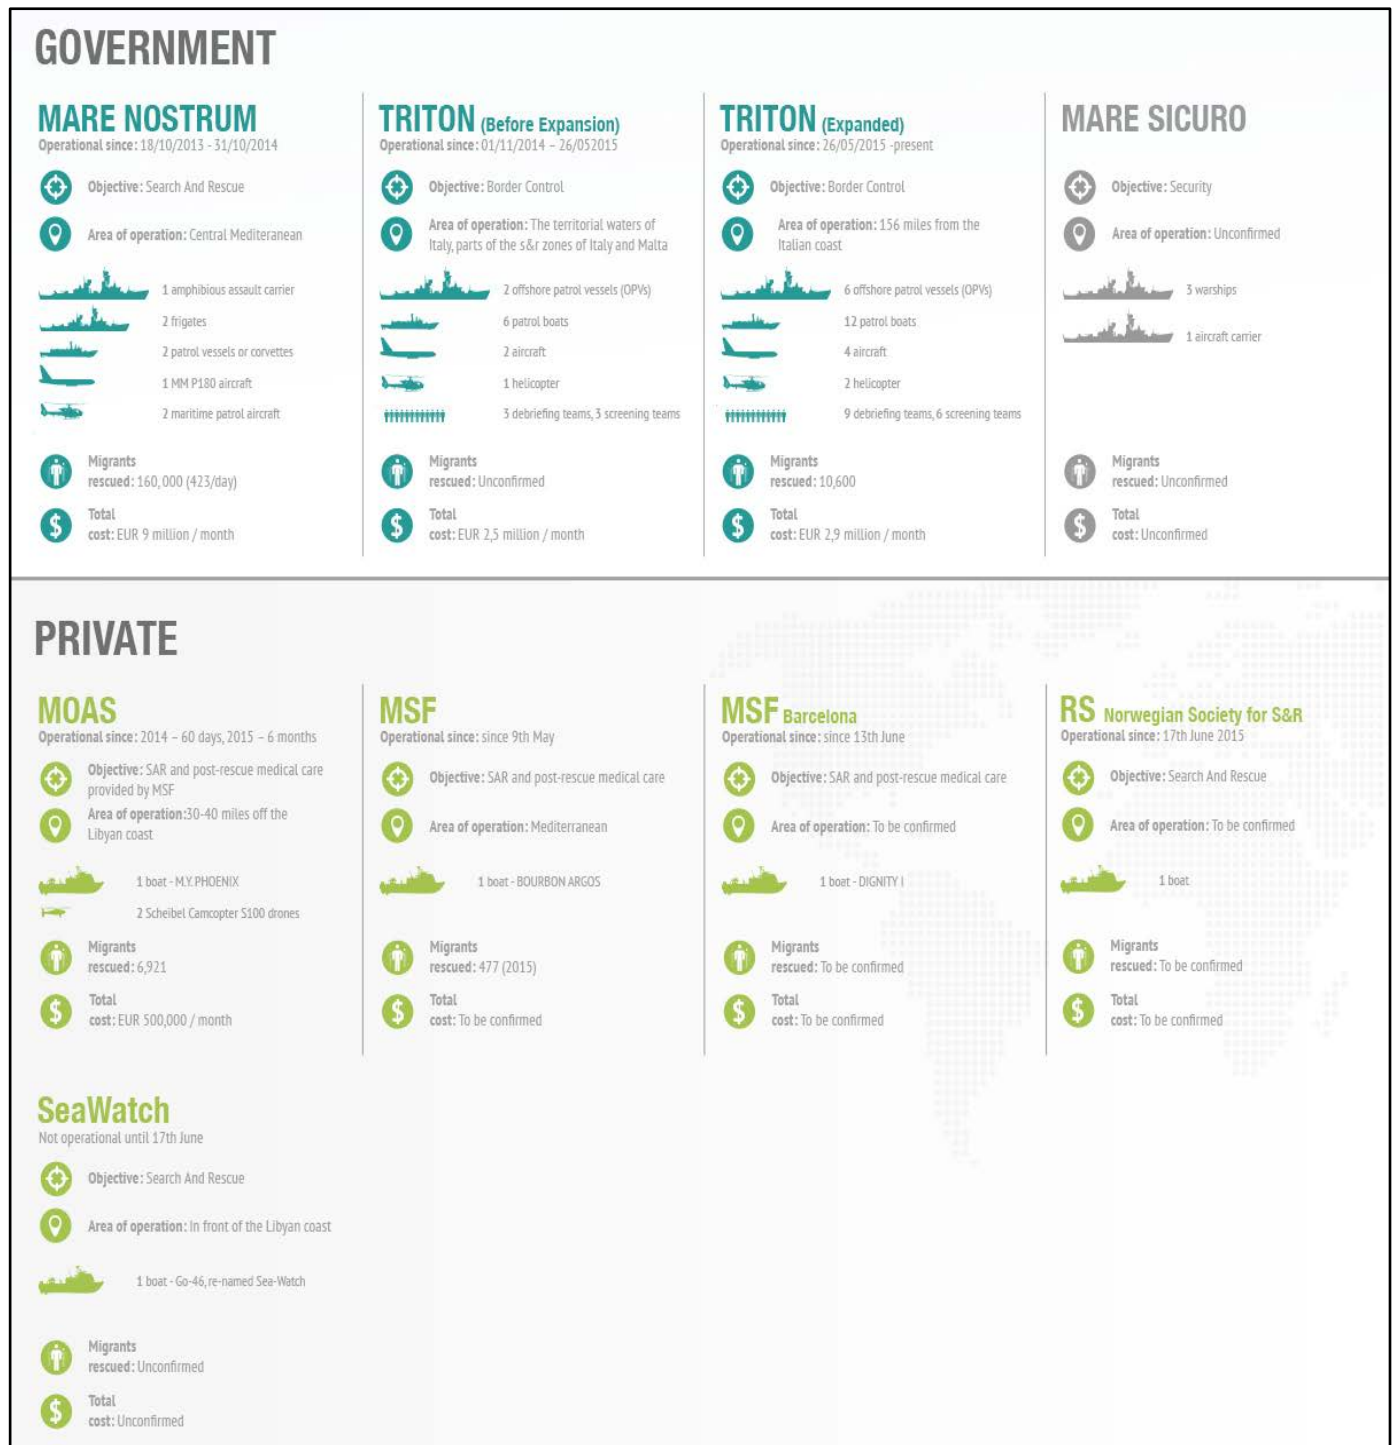 GOVERNMENT
MARE NOSTRUM
Operational since: 18/10/2013 - 31/10/2014
Objective: Search And Rescue
Area of operation: Central Mediteranean
1 amphibious assault carrier
2 frigates
2 patrol vessels or corvettes
1 MM P180 aircraft
2 maritime patrol aircraft
Migrants
rescued: 160,000 (423/day)
Total
cost: EUR 9 million / month
TRITON (Before Expansion)
Operational since: 01/11/2014 – 26/052015
Objective: Border Control
Area of operation: The territorial waters of
Italy, parts of the s&r zones of Italy and Malta
2 offshore patrol vessels (OPVs)
6 patrol boats
2 aircraft
1 helicopter
3 debriefing teams, 3 screening teams
Migrants
rescued: Unconfirmed
Total
cost: EUR 2,5 million / month
TRITON (Expanded)
Operational since: 26/05/2015 -present
Objective: Border Control
Area of operation: 156 miles from the
Italian coast
6 offshore patrol vessels (OPVs)
12 patrol boats
4 aircraft
2 helicopter
9 debriefing teams, 6 screening teams
Migrants
rescued: 10,600
Total
cost: EUR 2,9 million / month
MARE SICURO
Objective: Security
Area of operation: Unconfirmed
3 warships
1 aircraft carrier
Migrants
rescued: Unconfirmed
Total
cost: Unconfirmed
PRIVATE
MOAS
Operational since: 2014 – 60 days, 2015 – 6 months
Objective: SAR and post-rescue medical care
provided by MSF
Area of operation:30-40 miles off the
Libyan coast
1 boat - M.Y. PHOENIX
2 Scheibel Camcopter S100 drones
Migrants
rescued: 6,921
Total
cost: EUR 500,000 / month
MSF
Operational since: since 9th May
Objective: SAR and post-rescue medical care
Area of operation: Mediterranean
1 boat - BOURBON ARGOS
Migrants
rescued: 477 (2015)
Total
cost: To be confirmed
MSF Barcelona
Operational since: since 13th June
Objective: SAR and post-rescue medical care
Area of operation: To be confirmed
1 boat - DIGNITY I
Migrants
rescued: To be confirmed
Total
cost: To be confirmed
RS Norwegian Society for S&R
Operational since: 17th June 2015
Objective: Search And Rescue
Area of operation: To be confirmed
1 boat
Migrants
rescued: To be confirmed
Total
cost: To be confirmed
SeaWatch
Not operational until 17th June
Objective: Search And Rescue
Area of operation: In front of the Libyan coast
1 boat - Go-46, re-named Sea-Watch
Migrants
rescued: Unconfirmed
Total
cost: Unconfirmed